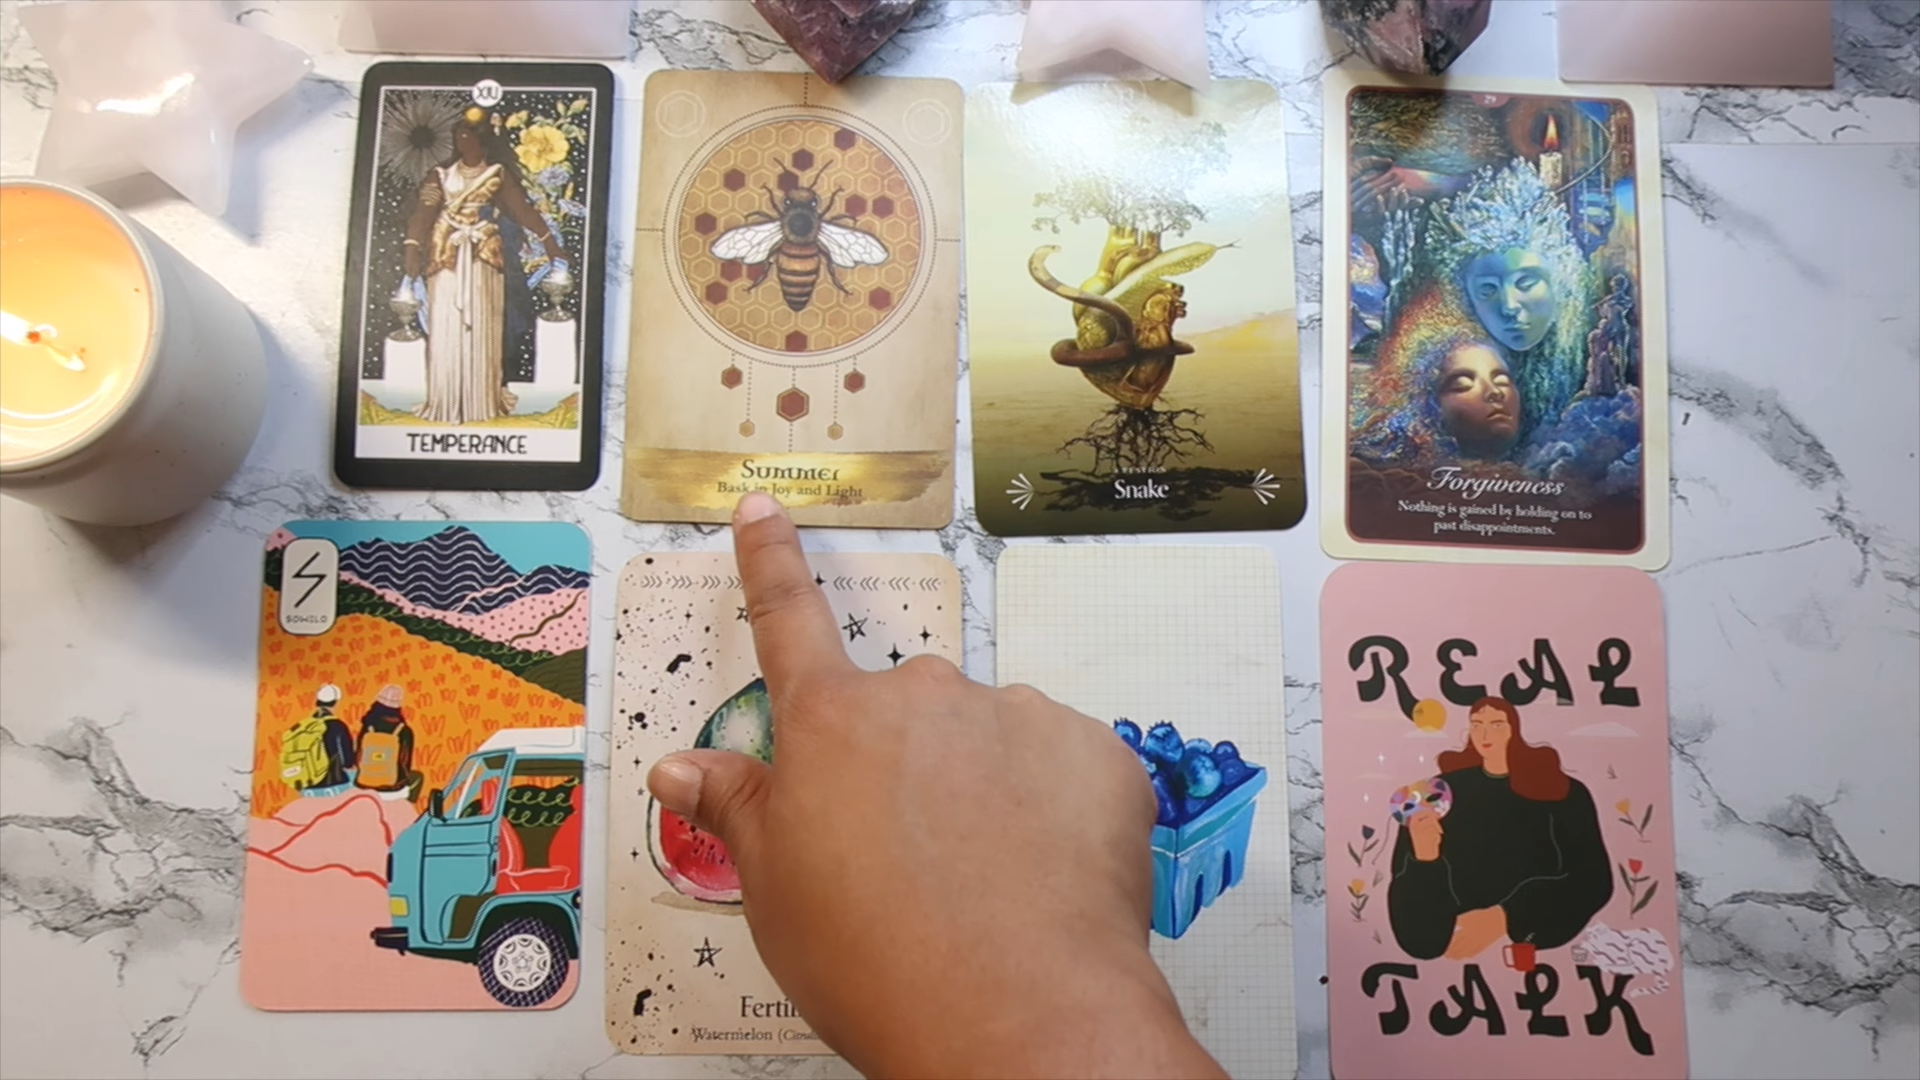 XIV
TEMPERANCE
Summer
Bask in Joy and Light
Snake
29
Forgiveness
Nothing is gained by holding on to
past disappointments.
SOWILO
Watermelon
REAL
TALK